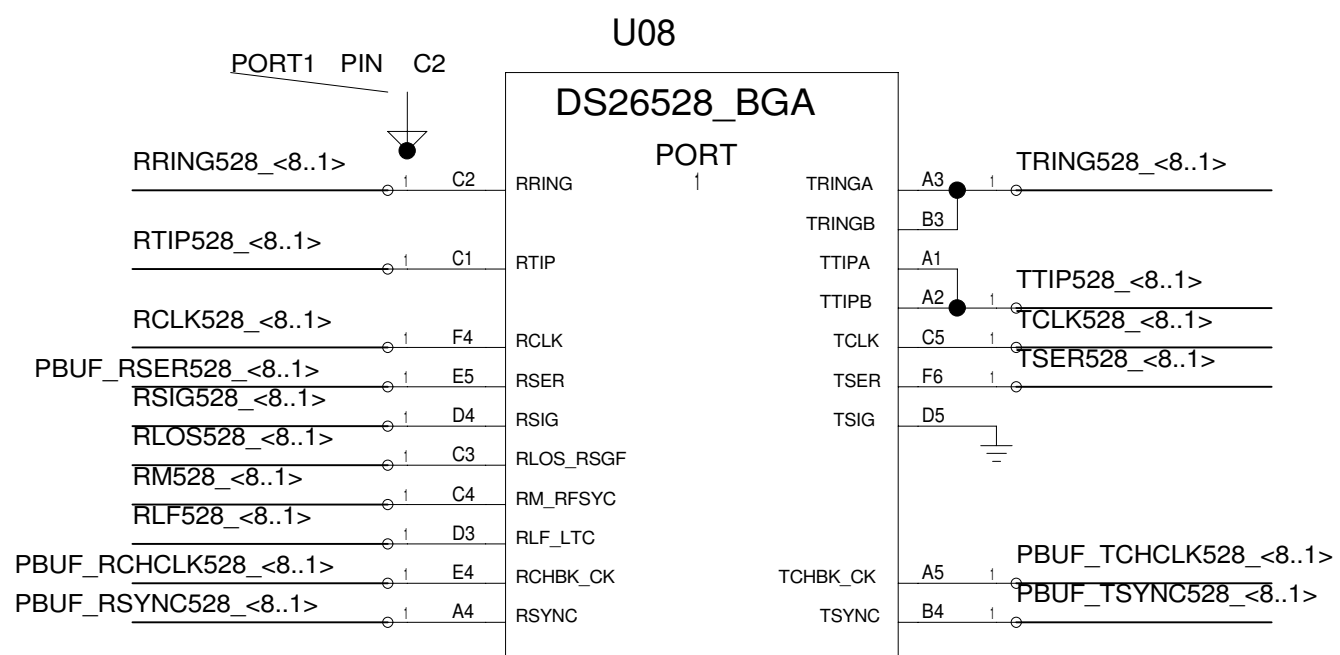 U08
PORT1 PIN C2
DS26528_BGA
PORT
1
RRING528_<8..1> 1 C2 RRING TRINGA A3 1 TRING528_<8..1>
TRINGB B3
RTIP528_<8..1> 1 C1 RTIP TTIPA A1
TTIPB A2 1 TTIP528_<8..1>
RCLK528_<8..1> 1 F4 RCLK TCLK C5 1 TCLK528_<8..1>
PBUF_RSER528_<8..1> 1 E5 RSER TSER F6 1 TSER528_<8..1>
RSIG528_<8..1> 1 D4 RSIG TSIG D5
RLOS528_<8..1> 1 C3 RLOS_RSGF
RM528_<8..1> 1 C4 RM_RFSYC
RLF528_<8..1> 1 D3 RLF_LTC
PBUF_RCHCLK528_<8..1> 1 E4 RCHBK_CK TCHBK_CK A5 1 PBUF_TCHCLK528_<8..1>
PBUF_RSYNC528_<8..1> 1 A4 RSYNC TSYNC B4 1 PBUF_TSYNC528_<8..1>